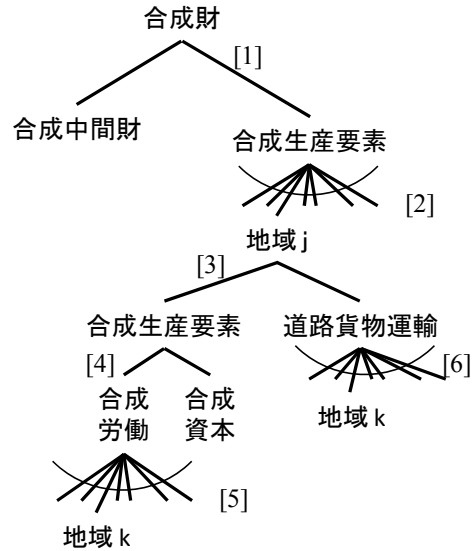 合成財
[1]
合成中間財
合成生産要素
[2]
地域 j
[3]
合成生産要素
道路貨物運輸
[4]
[6]
合成
労働
合成
資本
地域 k
[5]
地域 k